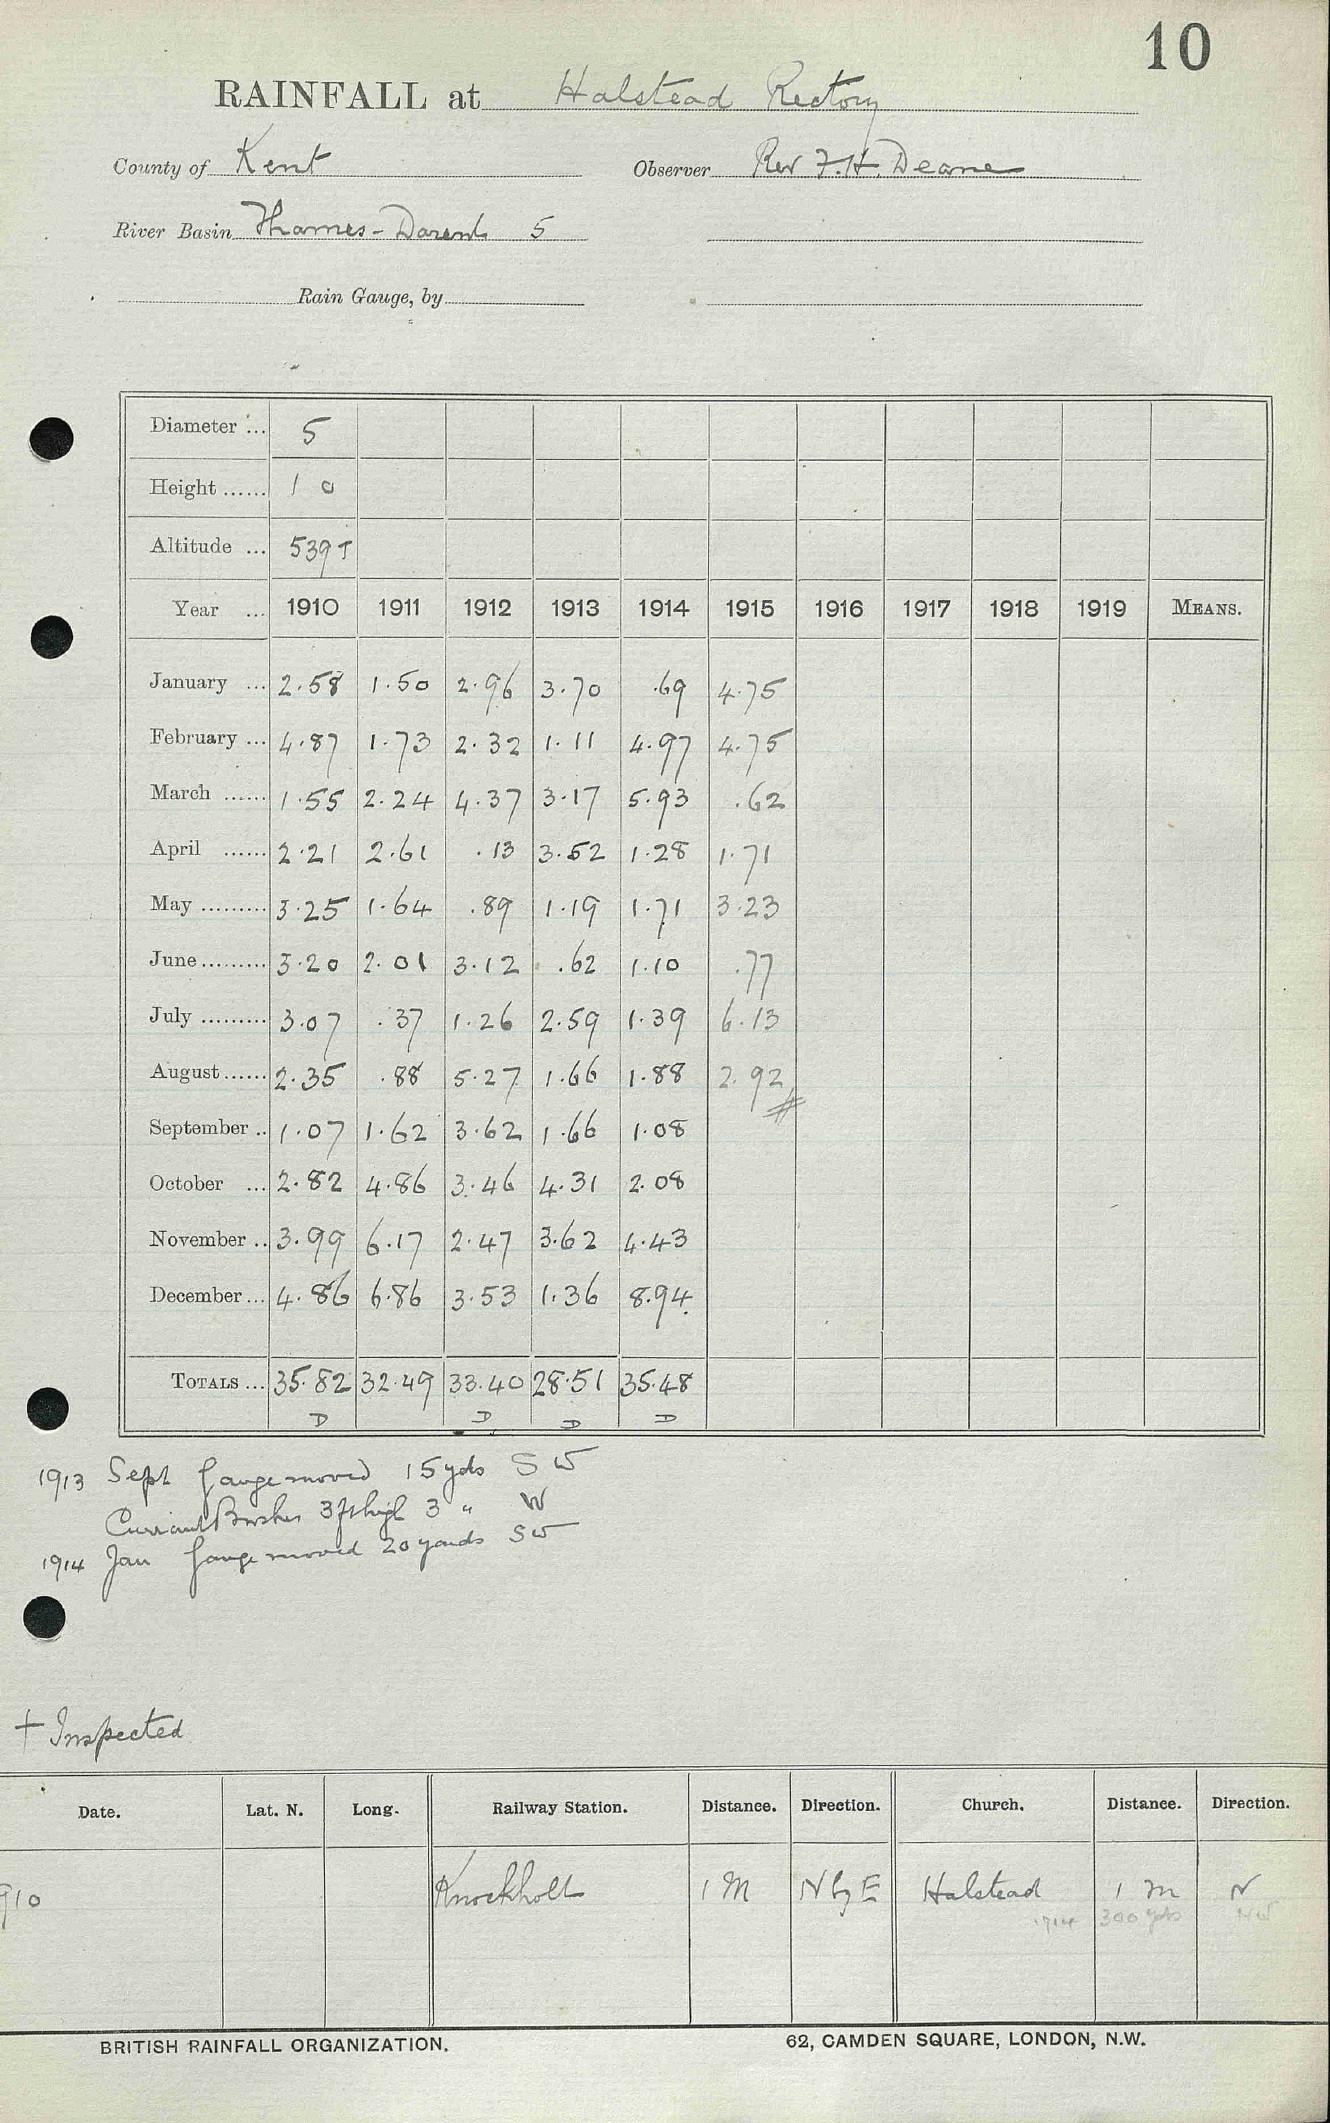 10
RAINFALL at Halstead Rectory
County of Kent Observer Rev F.H. Deane
River Basin Thames - Darent 5
Rain Gauge, by
Diameter ... 5
Height ...... 1 0
Altitude ... 539 †
Year ... 1910 1911 1912 1913 1914 1915 1916 1917 1918 1919 MEANS.
January ... 2.58 1.50 2.96 3.70 .69 4.75
February ... 4.87 1.73 2.32 1.11 4.97 4.75
March ...... 1.55 2.24 4.37 3.17 5.93 .62
April ...... 2.21 2.61 .13 3.52 1.28 1.71
May ......... 3.25 1.64 .89 1.19 1.71 3.23
June ......... 3.20 2.01 3.12 .62 1.10 .77
July ......... 3.07 .37 1.26 2.59 1.39 6.13
August ...... 2.35 .88 5.27 1.66 1.88 2.92
September .. 1.07 1.62 3.62 1.66 1.08
October ... 2.82 4.86 3.46 4.31 2.08
November .. 3.99 6.17 2.47 3.62 4.43
December ... 4.86 6.86 3.53 1.36 8.94
TOTALS ... 35.82 32.49 33.40 28.51 35.48
D D D D
1913 Sept Gauge moved 15 yds SW
Currant Bushes 3 ft high 3 " W
1914 Jan Gauge moved 20 yards SW
† Inspected
Date. Lat. N. Long. Railway Station. Distance. Direction. Church. Distance. Direction.
910 Knockholt 1 M N by E Halstead 1 m N
1914 300 yds NW
BRITISH RAINFALL ORGANIZATION. 62, CAMDEN SQUARE, LONDON, N.W.